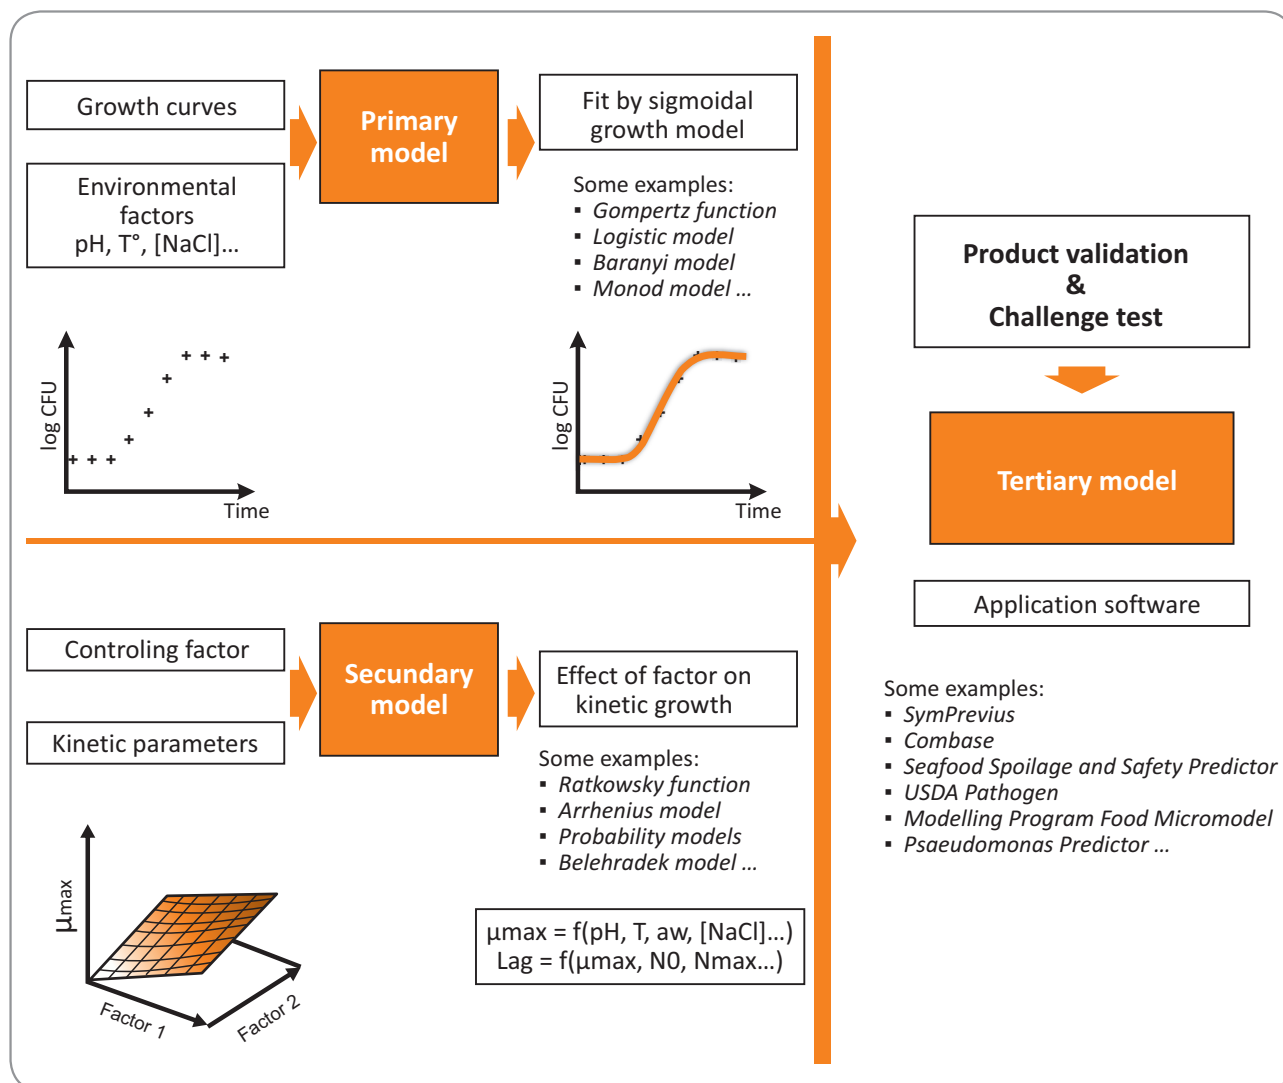 Growth curves
Environmental
factors
pH, T°, [NaCl]...
Primary
model
Fit by sigmoidal
growth model
Some examples:
▪ Gompertz function
▪ Logistic model
▪ Baranyi model
▪ Monod model ...
log CFU
Time
log CFU
Time
Controling factor
Kinetic parameters
Secundary
model
Effect of factor on
kinetic growth
Some examples:
▪ Ratkowsky function
▪ Arrhenius model
▪ Probability models
▪ Belehradek model ...
µmax
Factor 1
Factor 2
µmax = f(pH, T, aw, [NaCl]...)
Lag = f(µmax, N0, Nmax...)
Product validation
&
Challenge test
Tertiary model
Application software
Some examples:
▪ SymPrevius
▪ Combase
▪ Seafood Spoilage and Safety Predictor
▪ USDA Pathogen
▪ Modelling Program Food Micromodel
▪ Psaeudomonas Predictor ...